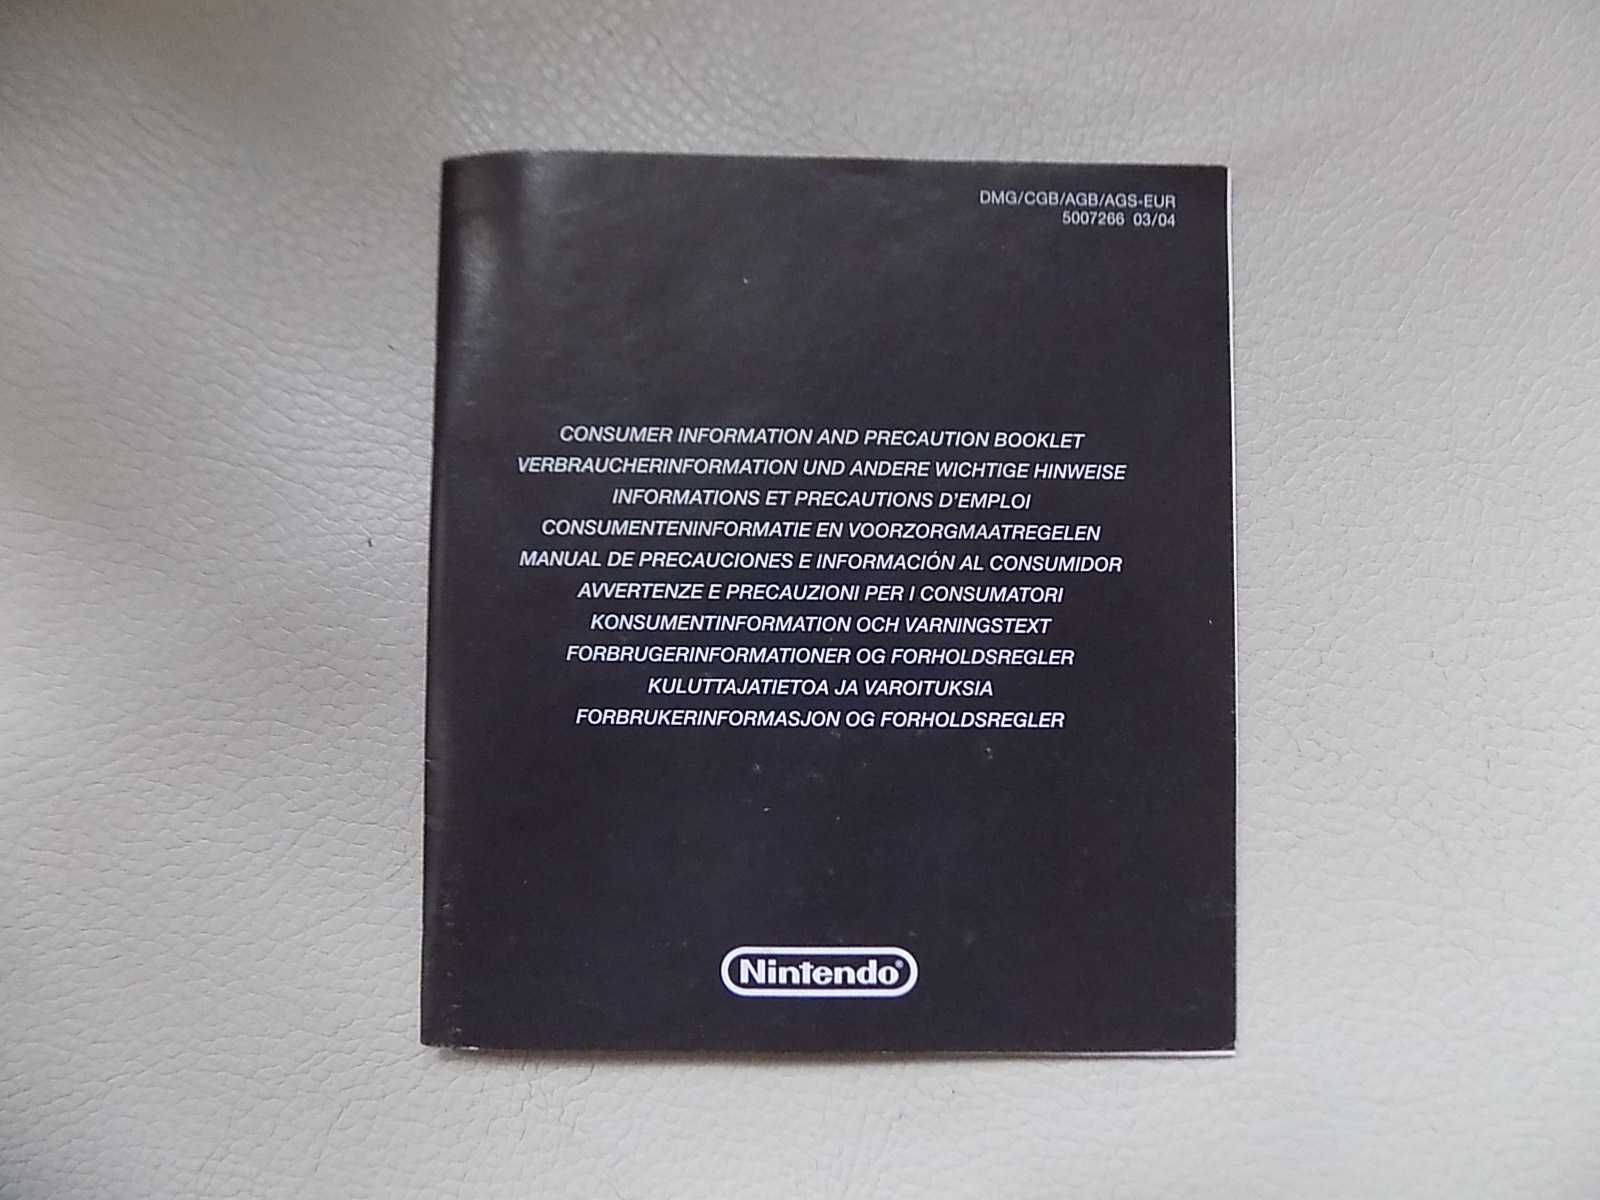 DMG/CGB/AGB/AGS-EUR
5007266 03/04
CONSUMER INFORMATION AND PRECAUTION BOOKLET
VERBRAUCHERINFORMATION UND ANDERE WICHTIGE HINWEISE
INFORMATIONS ET PRECAUTIONS D'EMPLOI
CONSUMENTENINFORMATIE EN VOORZORGMAATREGELEN
MANUAL DE PRECAUCIONES E INFORMACIÓN AL CONSUMIDOR
AVVERTENZE E PRECAUZIONI PER I CONSUMATORI
KONSUMENTINFORMATION OCH VARNINGSTEXT
FORBRUGERINFORMATIONER OG FORHOLDSREGLER
KULUTTAJATIETOA JA VAROITUKSIA
FORBRUKERINFORMASJON OG FORHOLDSREGLER
Nintendo®